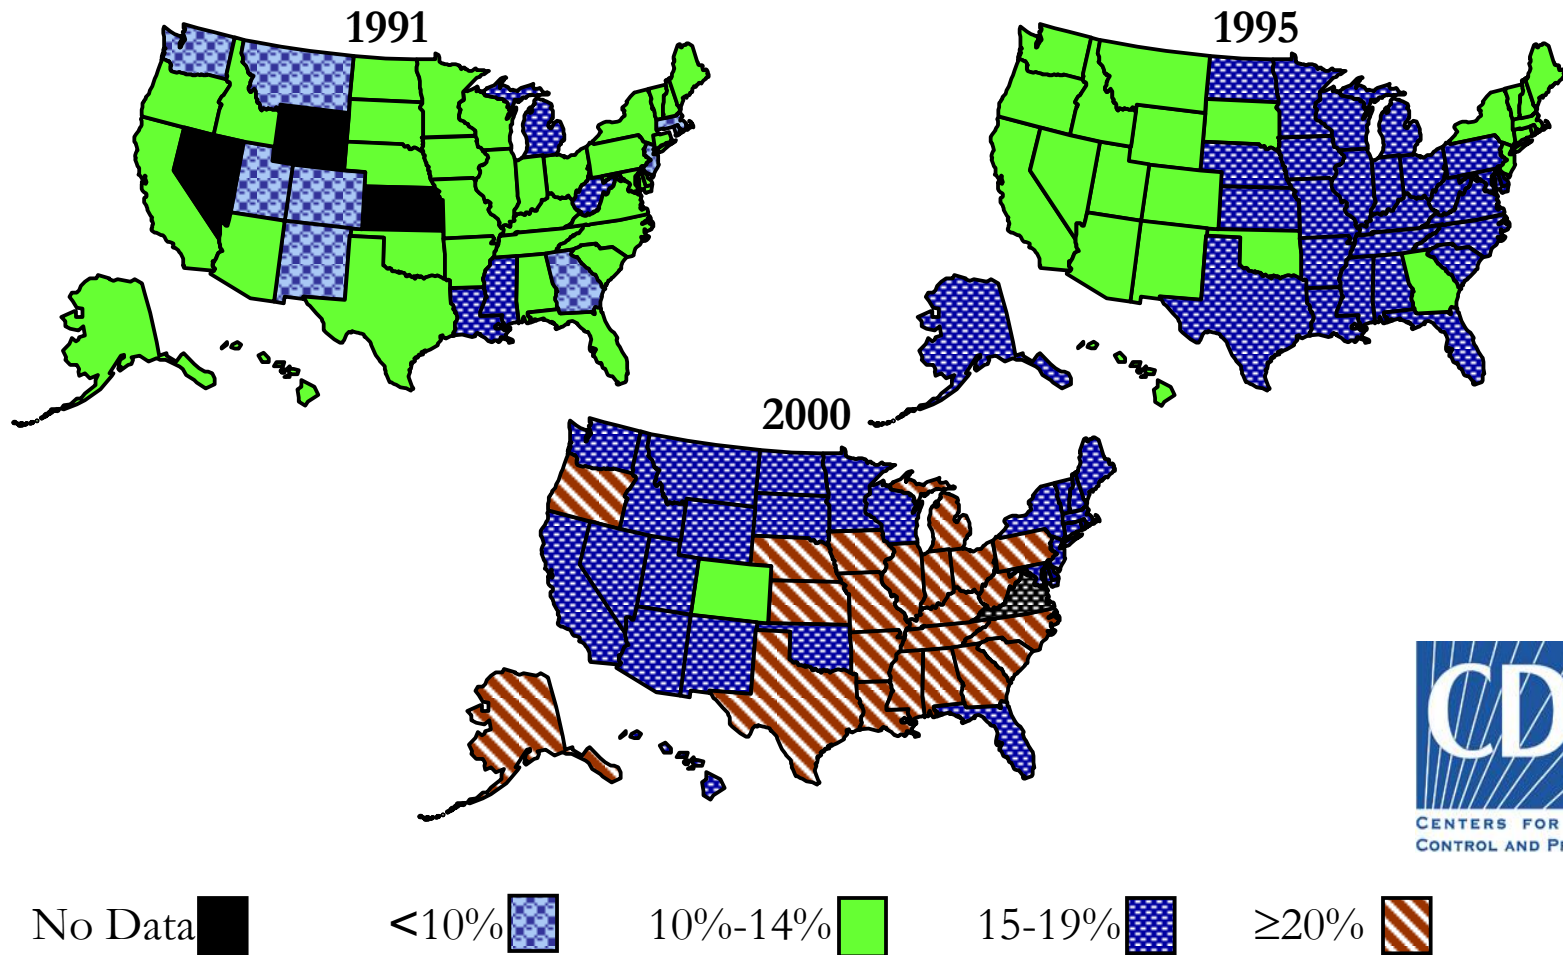 1991
1995
2000
CD
CENTERS FOR
CONTROL AND
No Data
<10%
10%-14%
15-19%
≥20%